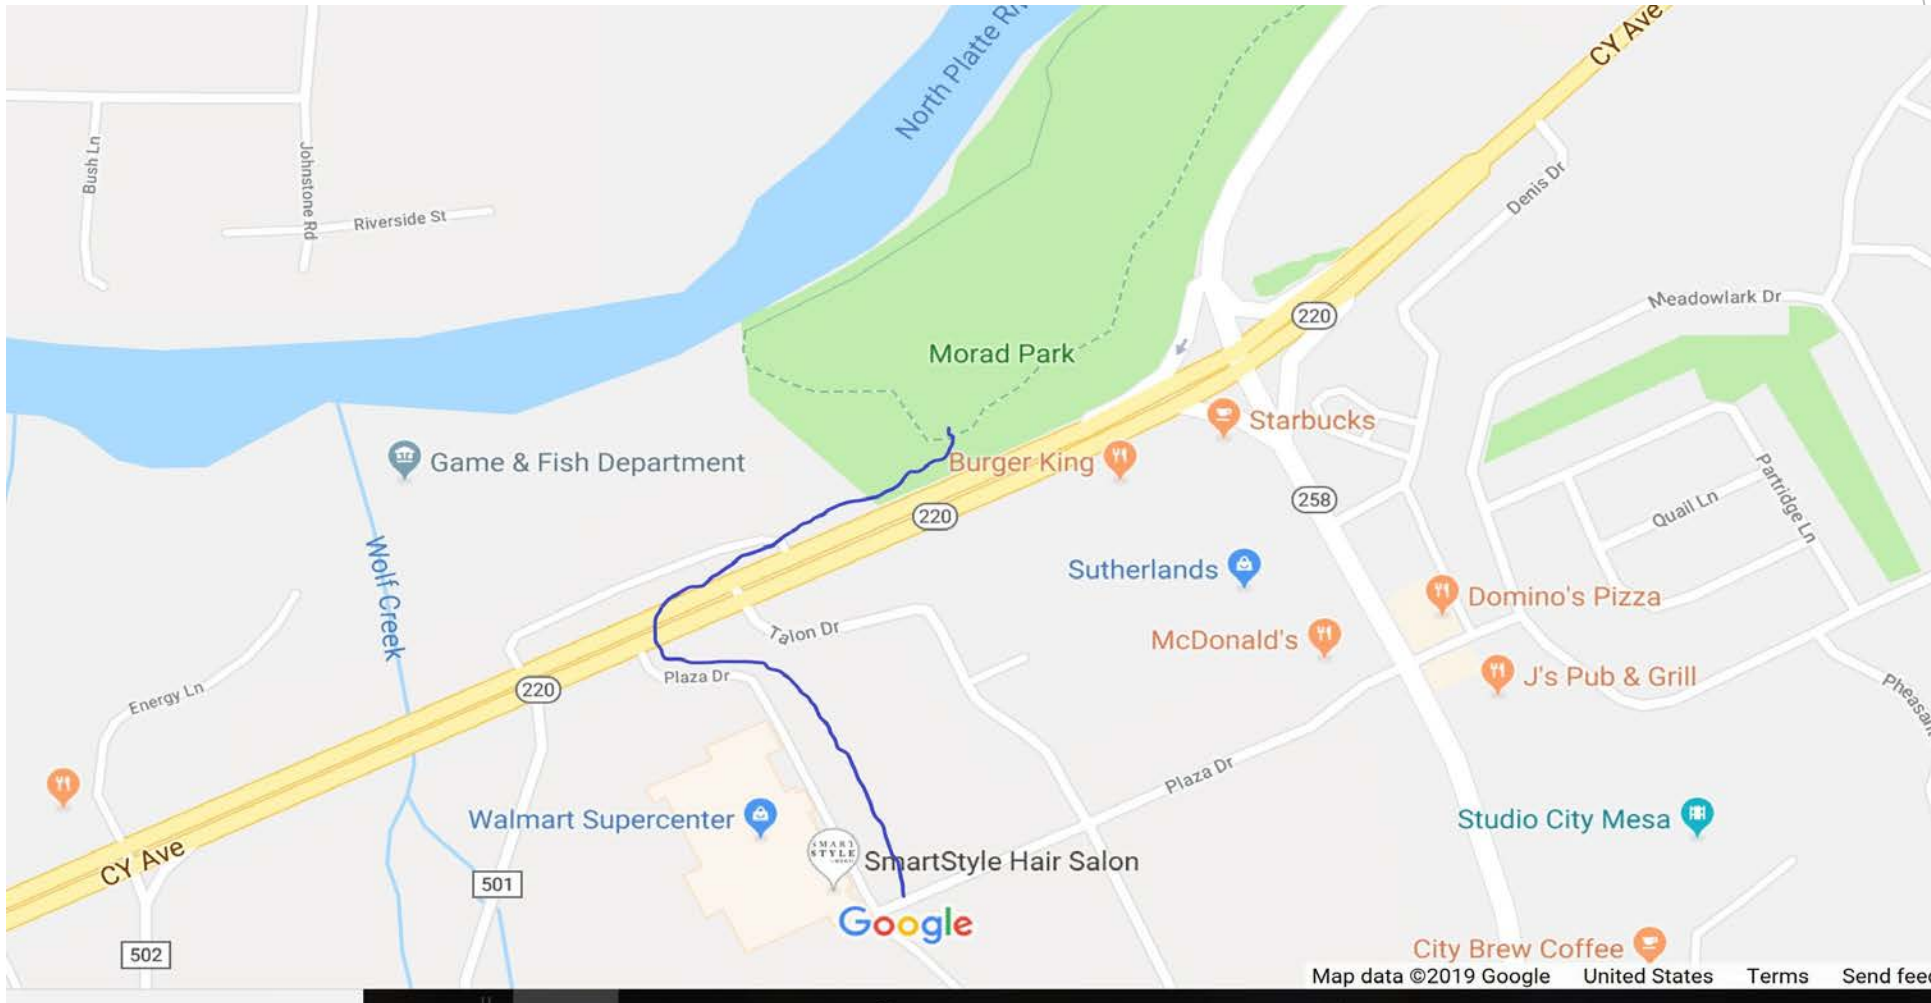 CY Ave
North Platte Ri
Bush Ln
Johnstone Rd
Riverside St
Denis Dr
Meadowlark Dr
220
Morad Park
Starbucks
Game & Fish Department
Burger King
258
Partridge Ln
Quail Ln
220
Wolf Creek
Sutherlands
Domino's Pizza
Talon Dr
McDonald's
Plaza Dr
J's Pub & Grill
Energy Ln
220
Pheasan
Plaza Dr
Walmart Supercenter
Studio City Mesa
SMART
STYLE
SmartStyle Hair Salon
CY Ave
501
Google
502
City Brew Coffee
Map data ©2019 Google United States Terms Send feed